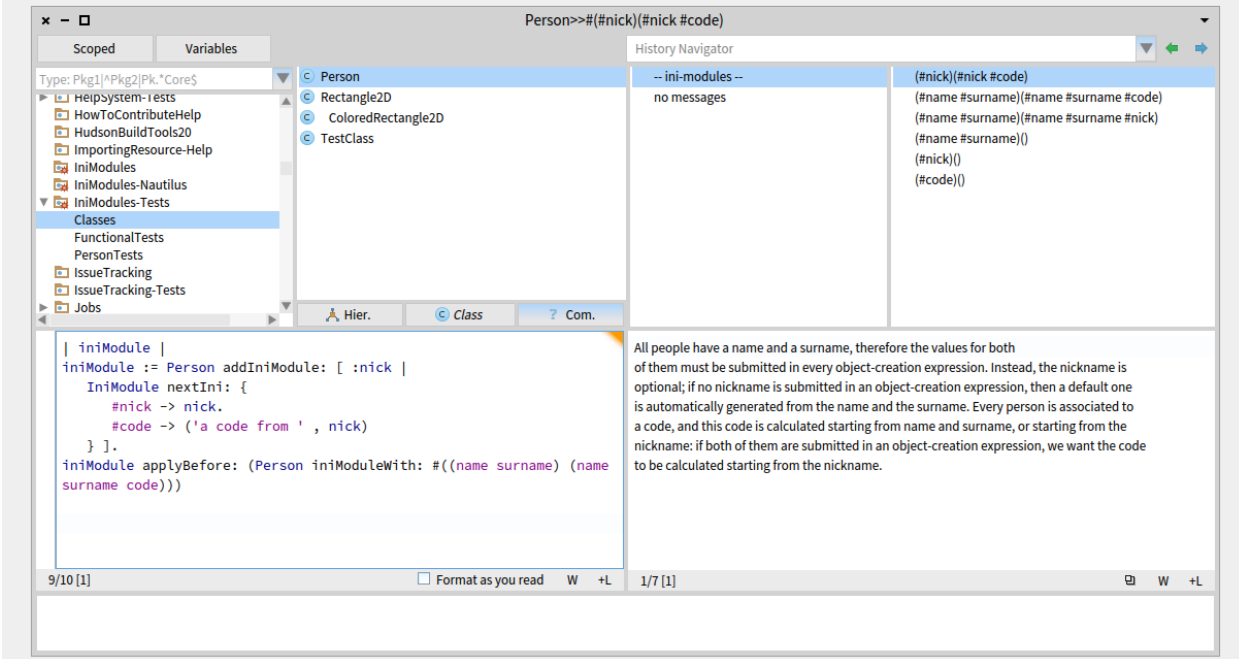 Person>>#(#nick)(#nick #code)
Scoped
Variables
History Navigator
Type: Pkg1|^Pkg2|Pk.*Core$
HelpSystem-Tests
HowToContributeHelp
HudsonBuildTools20
ImportingResource-Help
IniModules
IniModules-Nautilus
IniModules-Tests
Classes
FunctionalTests
PersonTests
IssueTracking
IssueTracking-Tests
Jobs
Person
Rectangle2D
ColoredRectangle2D
TestClass
Hier.
Class
? Com.
-- ini-modules --
no messages
(#nick)(#nick #code)
(#name #surname)(#name #surname #code)
(#name #surname)(#name #surname #nick)
(#name #surname)()
(#nick)()
(#code)()
| iniModule |
iniModule := Person addIniModule: [ :nick |
IniModule nextIni: {
#nick -> nick.
#code -> ('a code from ' , nick)
} ].
iniModule applyBefore: (Person iniModuleWith: #((name surname) (name
surname code)))
9/10 [1]
Format as you read
W
+L
All people have a name and a surname, therefore the values for both
of them must be submitted in every object-creation expression. Instead, the nickname is
optional; if no nickname is submitted in an object-creation expression, then a default one
is automatically generated from the name and the surname. Every person is associated to
a code, and this code is calculated starting from name and surname, or starting from the
nickname: if both of them are submitted in an object-creation expression, we want the code
to be calculated starting from the nickname.
1/7 [1]
W
+L